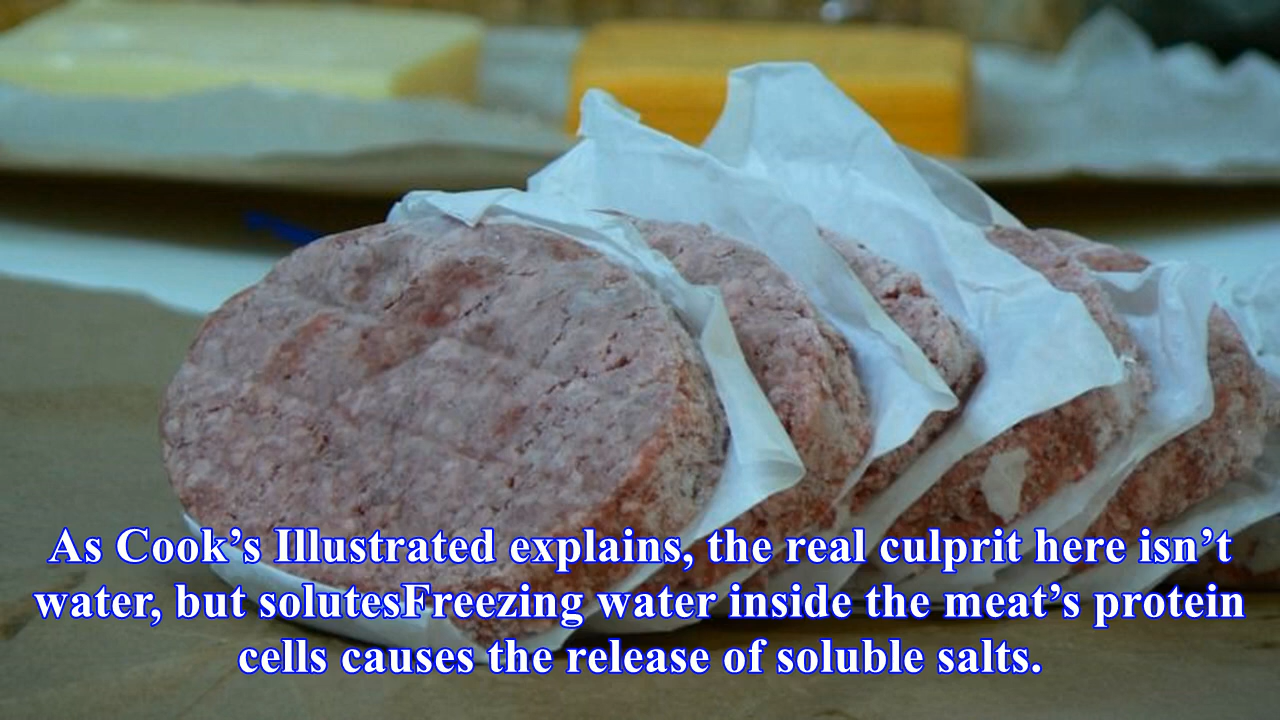 As Cook’s Illustrated explains, the real culprit here isn’t
water, but solutesFreezing water inside the meat’s protein
cells causes the release of soluble salts.